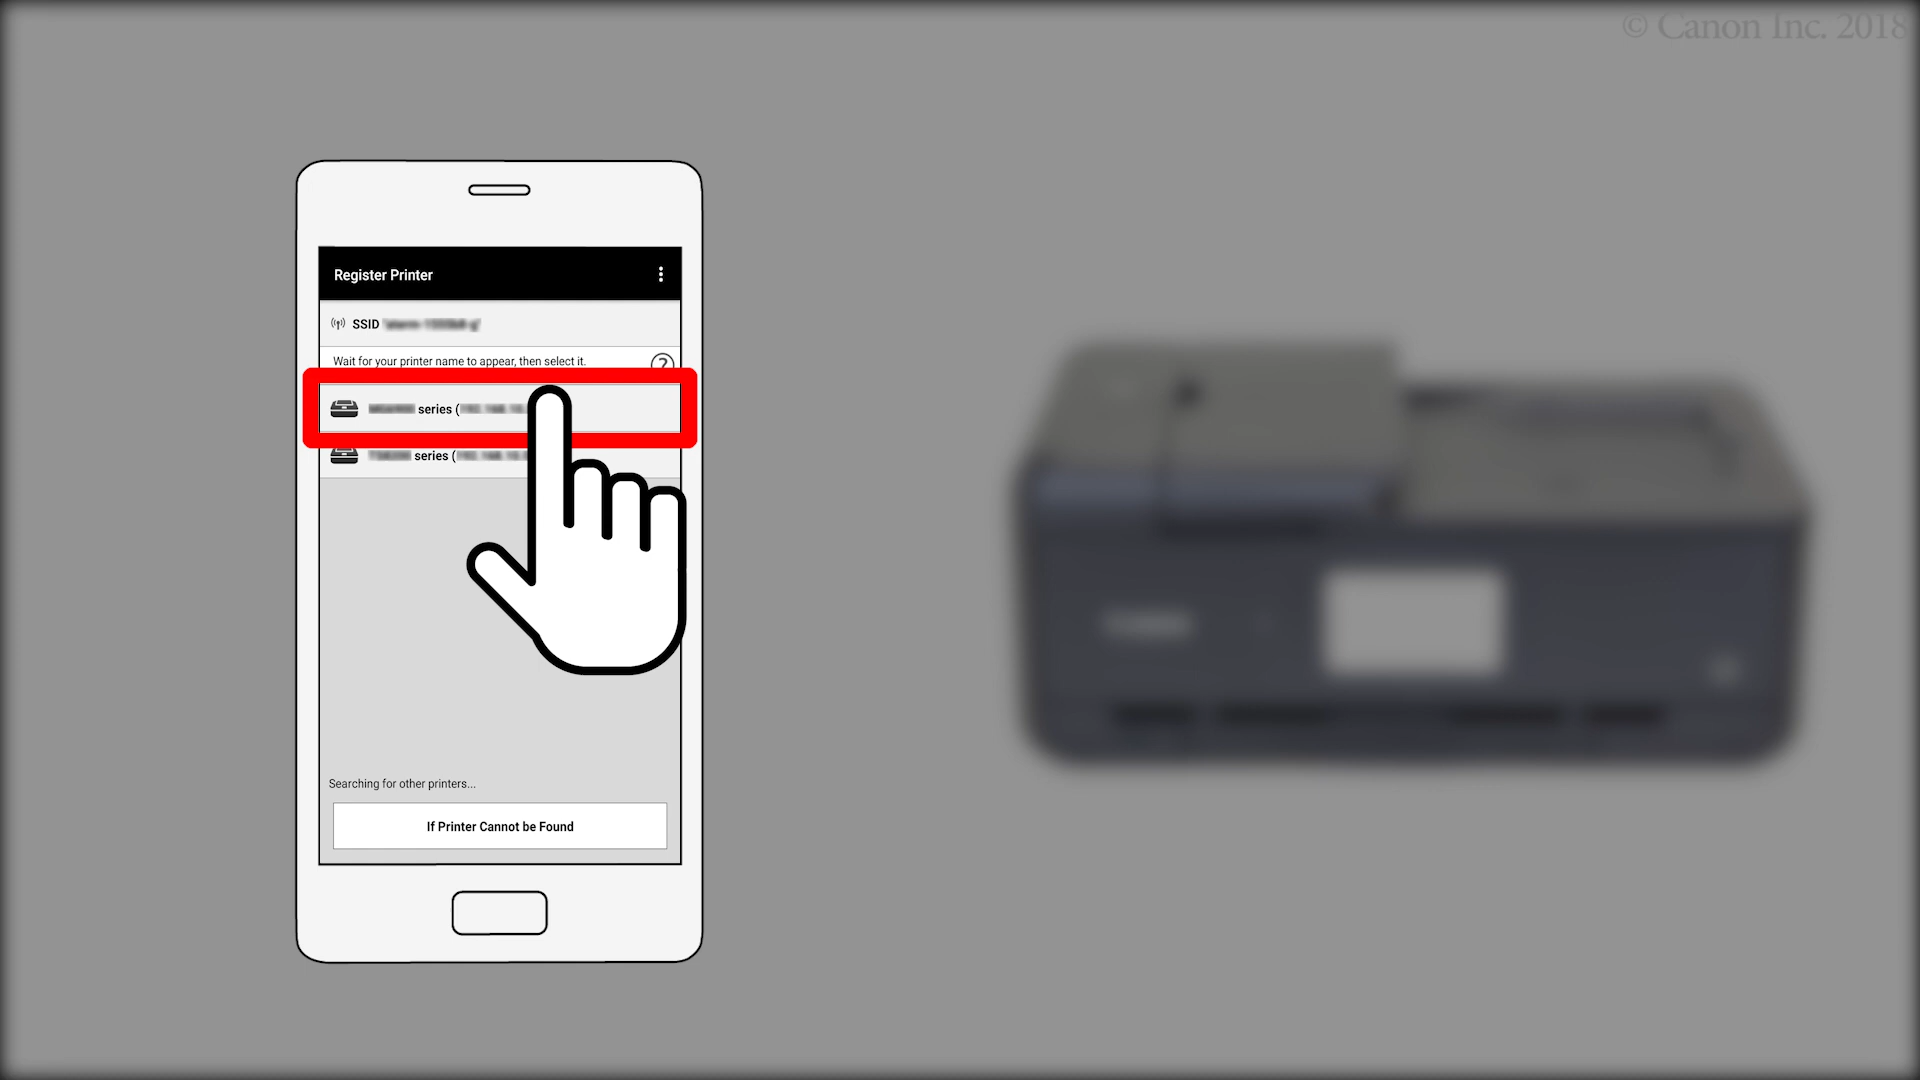 © Canon Inc. 2018
Register Printer
SSID
Wait for your printer name to appear, then select it.
?
series (
series (
Searching for other printers...
If Printer Cannot be Found